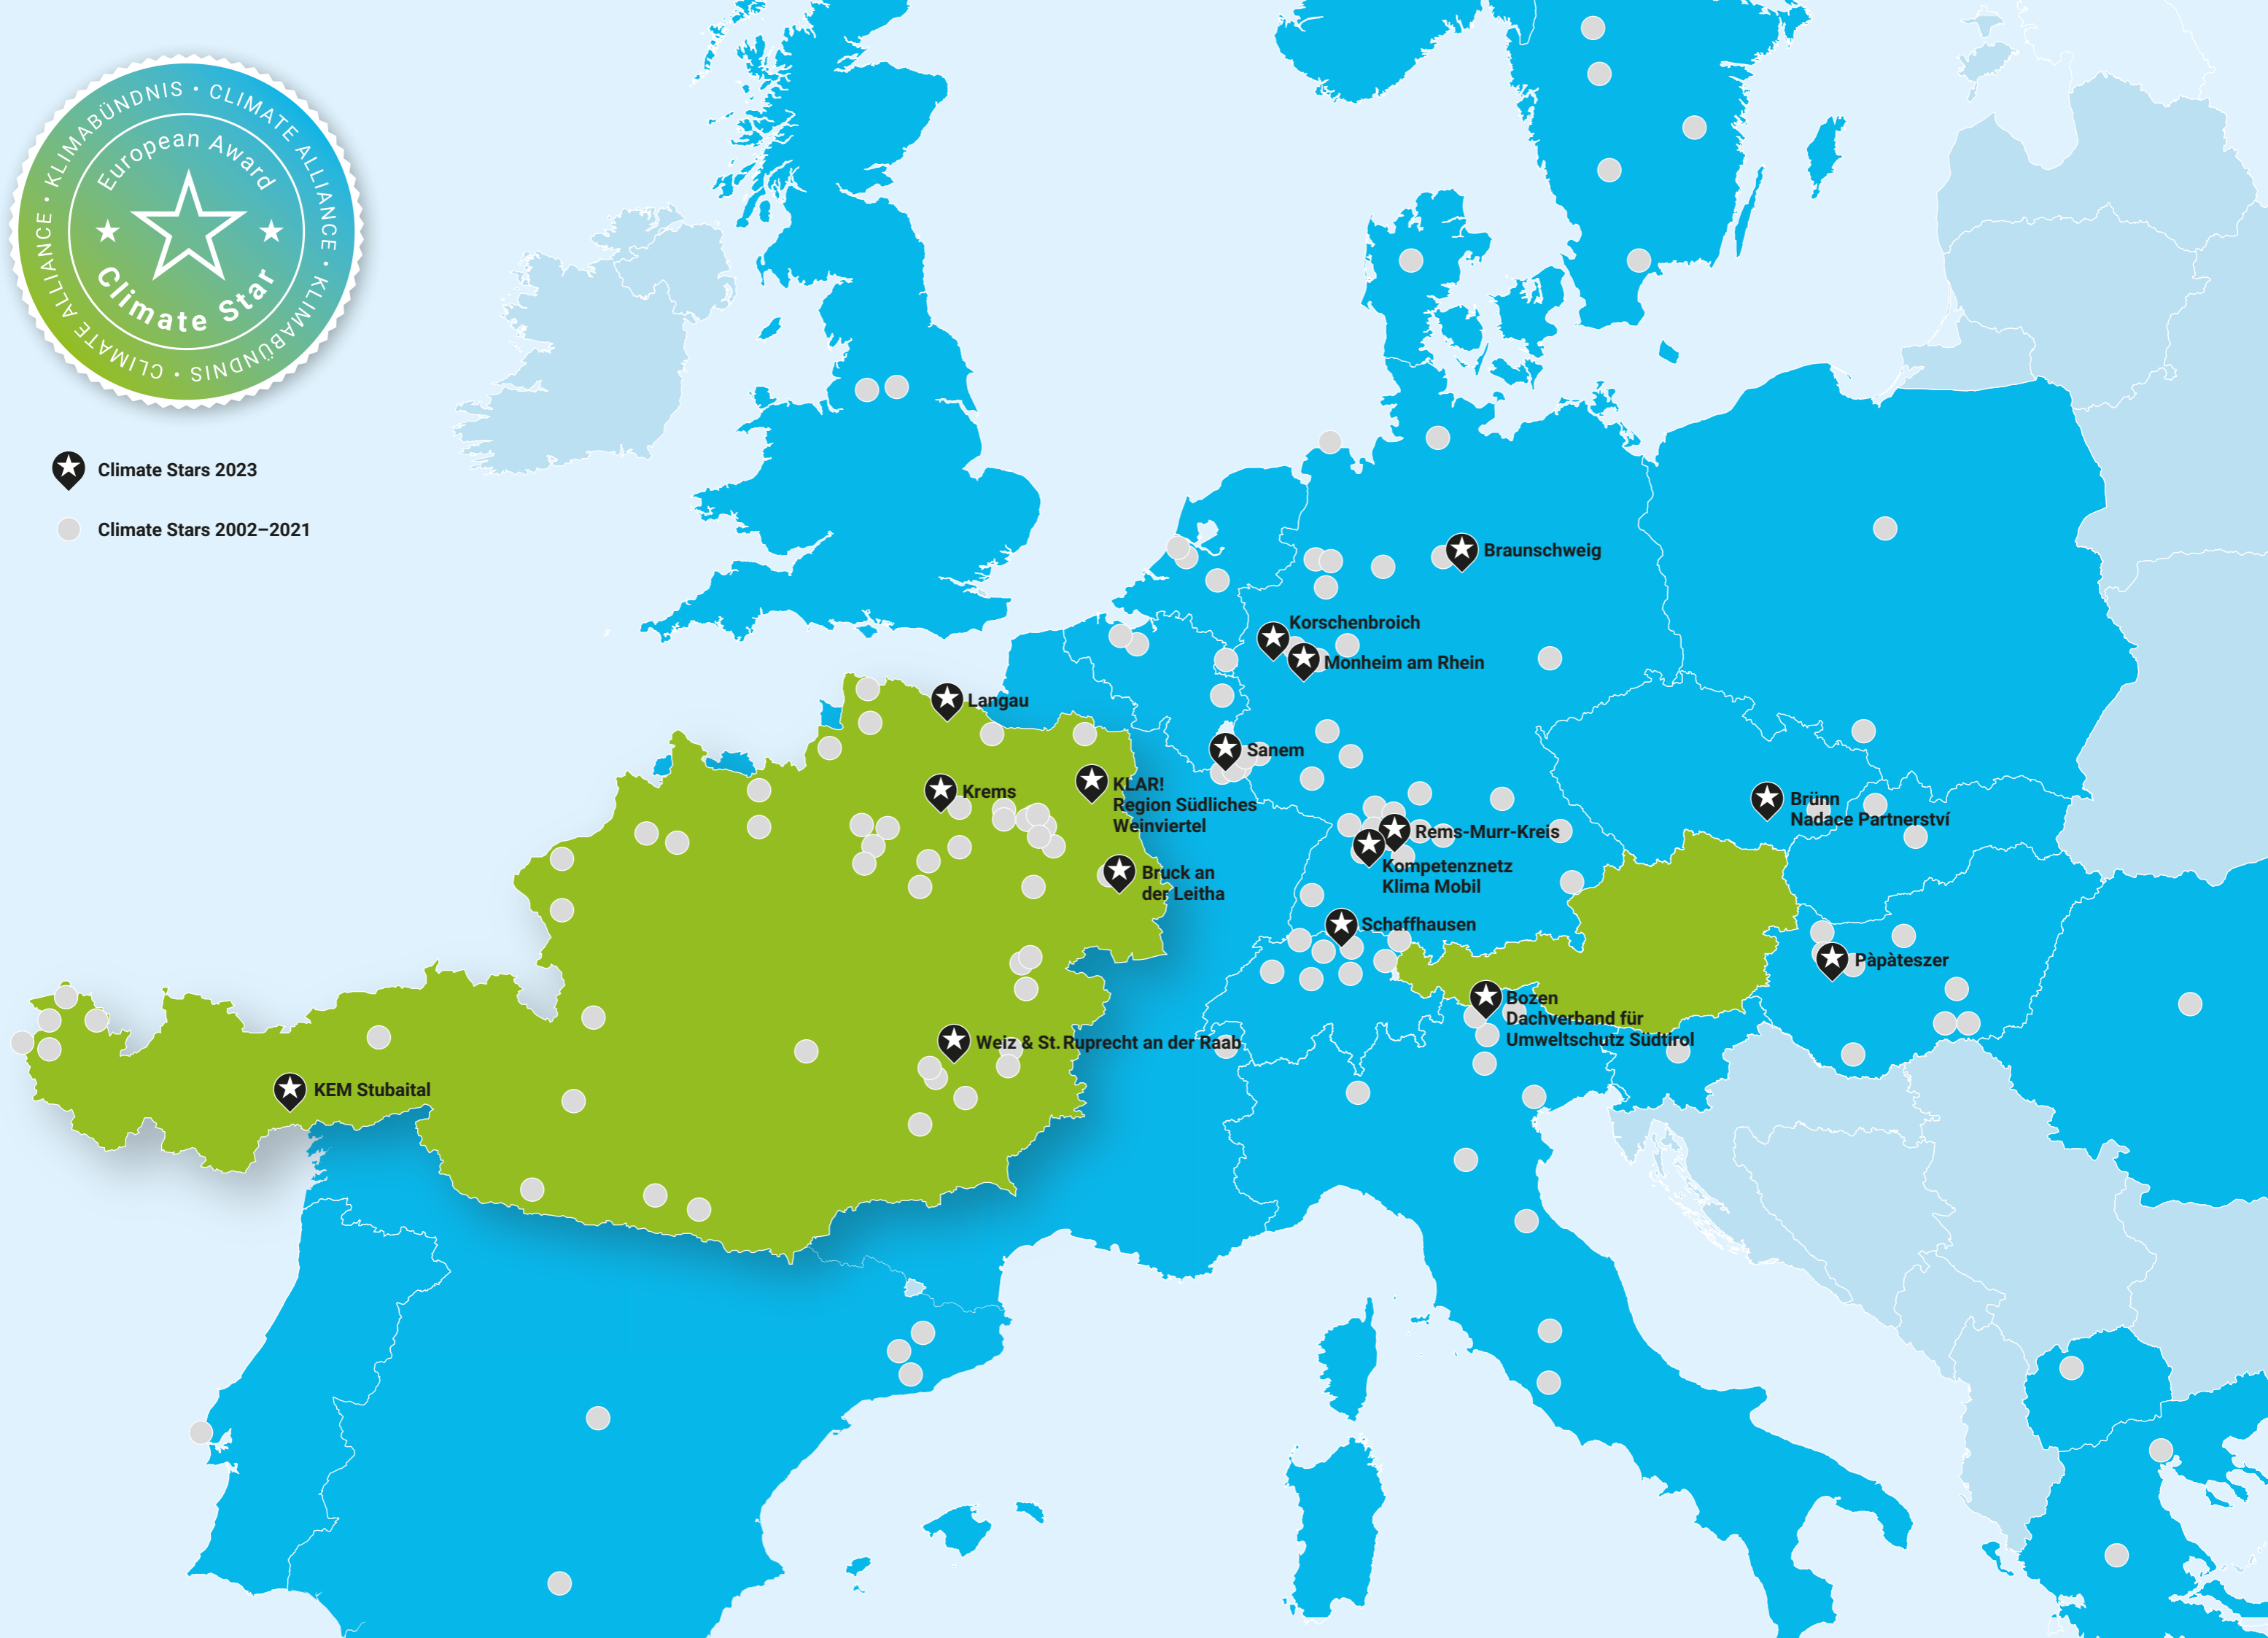 KLIMABÜNDNIS • CLIMATE ALLIANCE • KLIMABÜNDNIS • CLIMATE ALLIANCE •
European Award
Climate Star
Climate Stars 2023
Climate Stars 2002–2021
Braunschweig
Korschenbroich
Monheim am Rhein
Langau
Sanem
Krems
KLAR!
Region Südliches
Weinviertel
Brünn
Nadace Partnerství
Rems-Murr-Kreis
Kompetenznetz
Klima Mobil
Bruck an
der Leitha
Schaffhausen
Pàpàteszer
Bozen
Dachverband für
Umweltschutz Südtirol
Weiz & St. Ruprecht an der Raab
KEM Stubaital